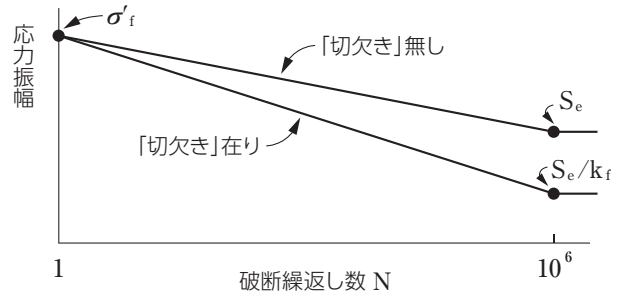 応力振幅
σ′f
「切欠き」無し
Se
「切欠き」在り
Se/kf
1
破断繰返し数 N
10^6